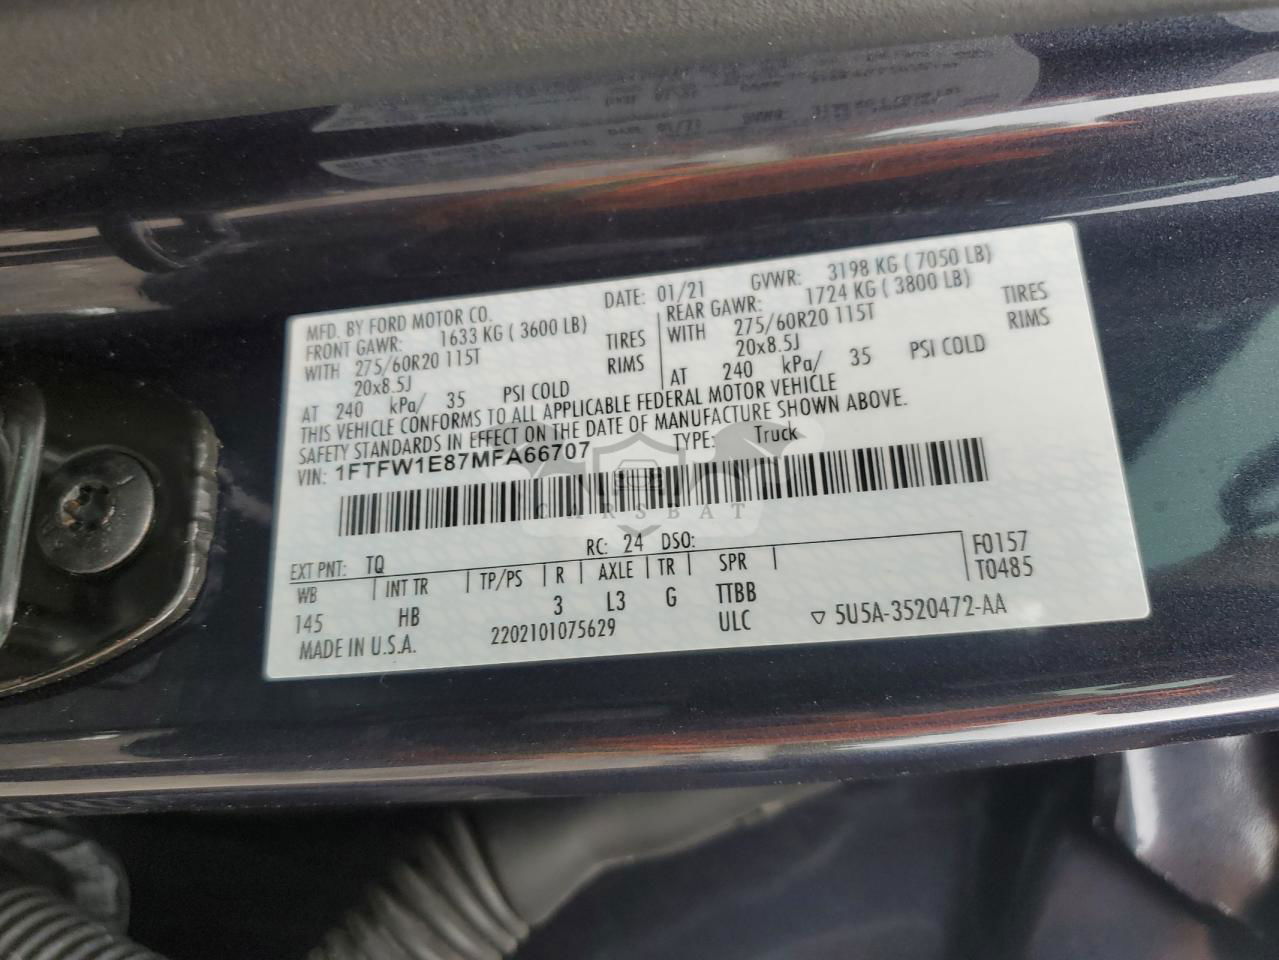 MFD. BY FORD MOTOR CO. DATE: 01/21 GVWR: 3198 KG ( 7050 LB)
FRONT GAWR: 1633 KG ( 3600 LB) REAR GAWR: 1724 KG ( 3800 LB)
WITH 275/60R20 115T TIRES WITH 275/60R20 115T TIRES
20x8.5J RIMS 20x8.5J RIMS
AT 240 kPa/ 35 PSI COLD AT 240 kPa/ 35 PSI COLD
THIS VEHICLE CONFORMS TO ALL APPLICABLE FEDERAL MOTOR VEHICLE
SAFETY STANDARDS IN EFFECT ON THE DATE OF MANUFACTURE SHOWN ABOVE.
VIN: 1FTFW1E87MFA66707 TYPE: Truck
CARSBAT
EXT PNT: TQ RC: 24 DSO: F0157
WB INT TR TP/PS R AXLE TR SPR T0485
145 HB 3 L3 G TTBB
MADE IN U.S.A. 2202101075629 ULC ▽ 5U5A-3520472-AA